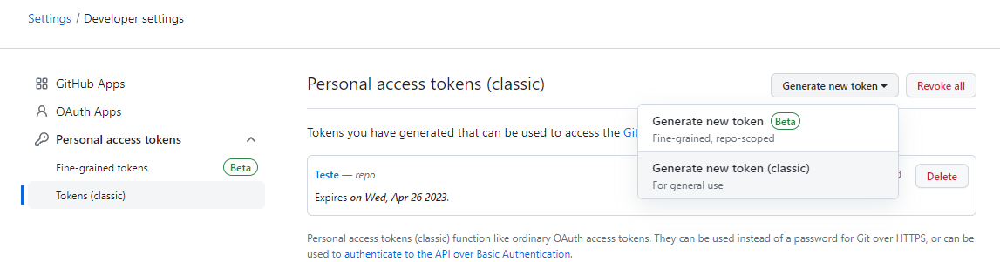 Settings / Developer settings
GitHub Apps
OAuth Apps
Personal access tokens
Fine-grained tokens Beta
Tokens (classic)
Personal access tokens (classic)
Generate new token
Revoke all
Generate new token Beta
Fine-grained, repo-scoped
Generate new token (classic)
For general use
Tokens you have generated that can be used to access the Git
Teste — repo
Delete
Expires on Wed, Apr 26 2023.
Personal access tokens (classic) function like ordinary OAuth access tokens. They can be used instead of a password for Git over HTTPS, or can be
used to authenticate to the API over Basic Authentication.